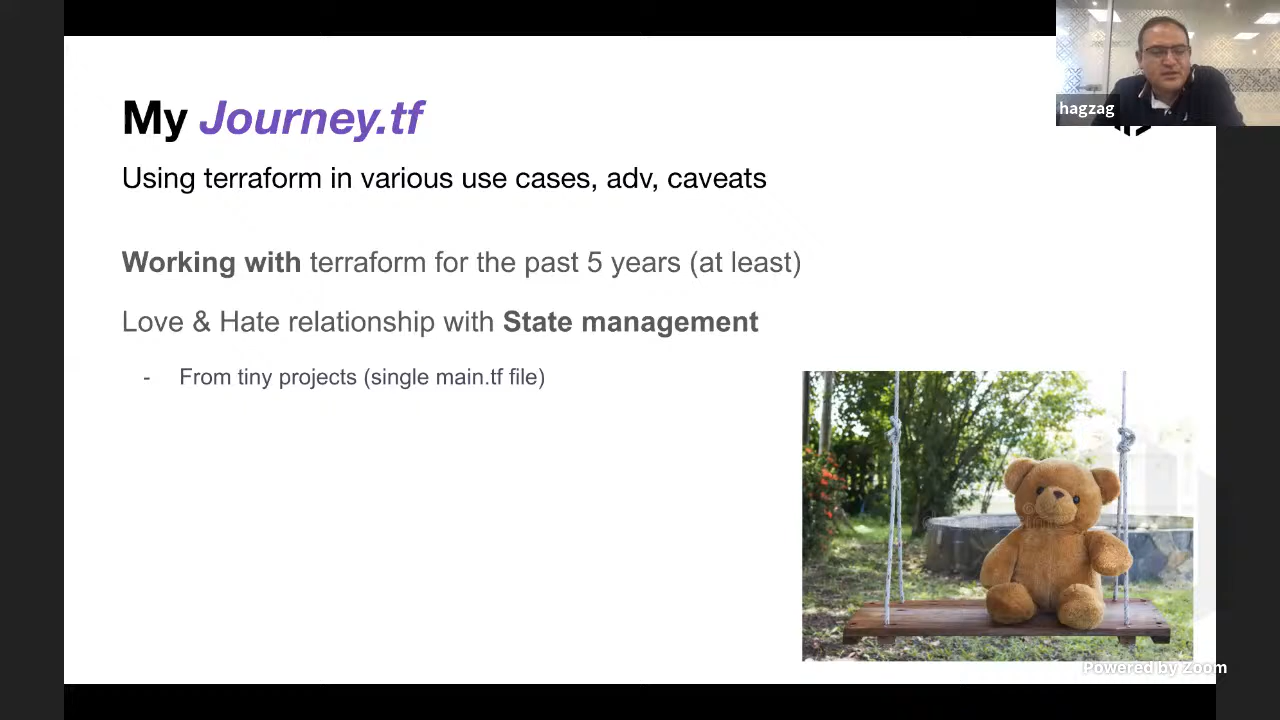 hagzag
My Journey.tf
Using terraform in various use cases, adv, caveats
Working with terraform for the past 5 years (at least)
Love & Hate relationship with State management
- From tiny projects (single main.tf file)
Powered by Zoom